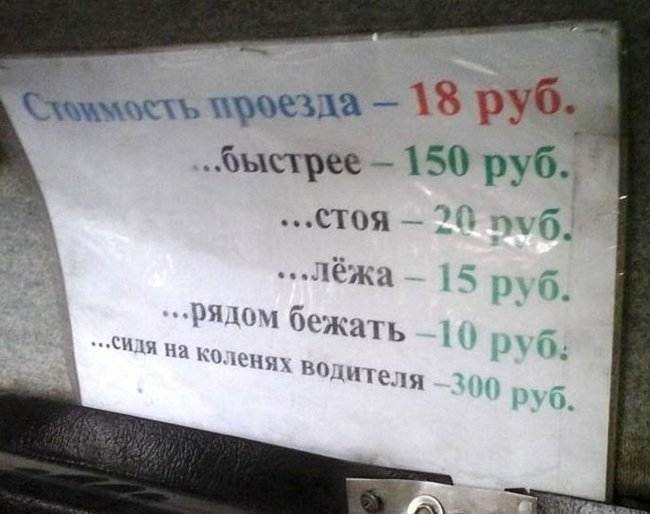 Стоимость проезда – 18 руб.
...быстрее – 150 руб.
...стоя – 20 руб.
...лёжа – 15 руб.
...рядом бежать –10 руб.
...сидя на коленях водителя –300 руб.